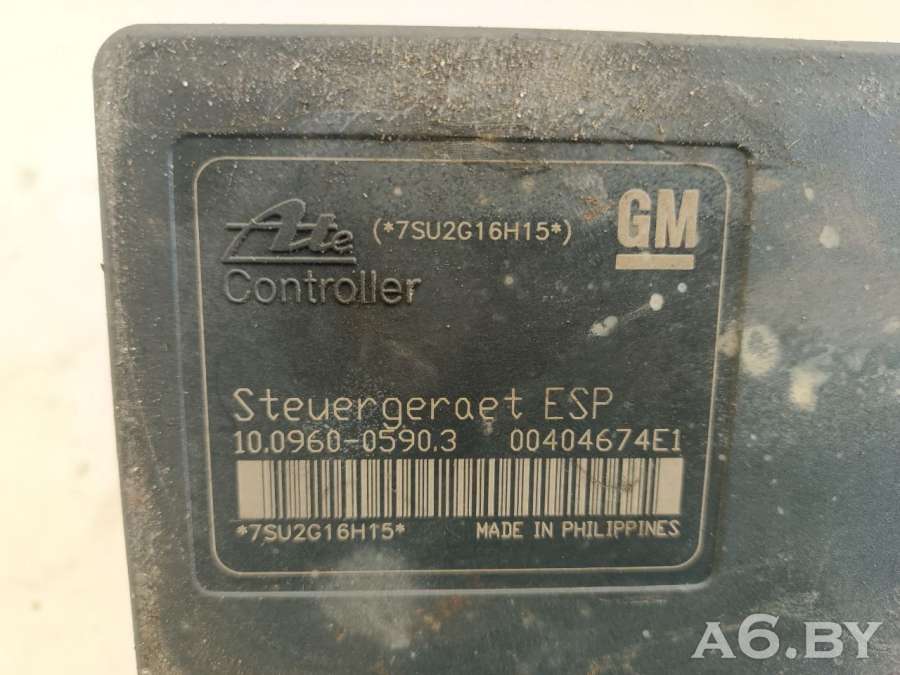 Ate (*7SU2G16H15*) GM
Controller
Steuergeraet ESP
10.0960-0590.3 00404674E1
*7SU2G16H15* MADE IN PHILIPPINES
A6.BY